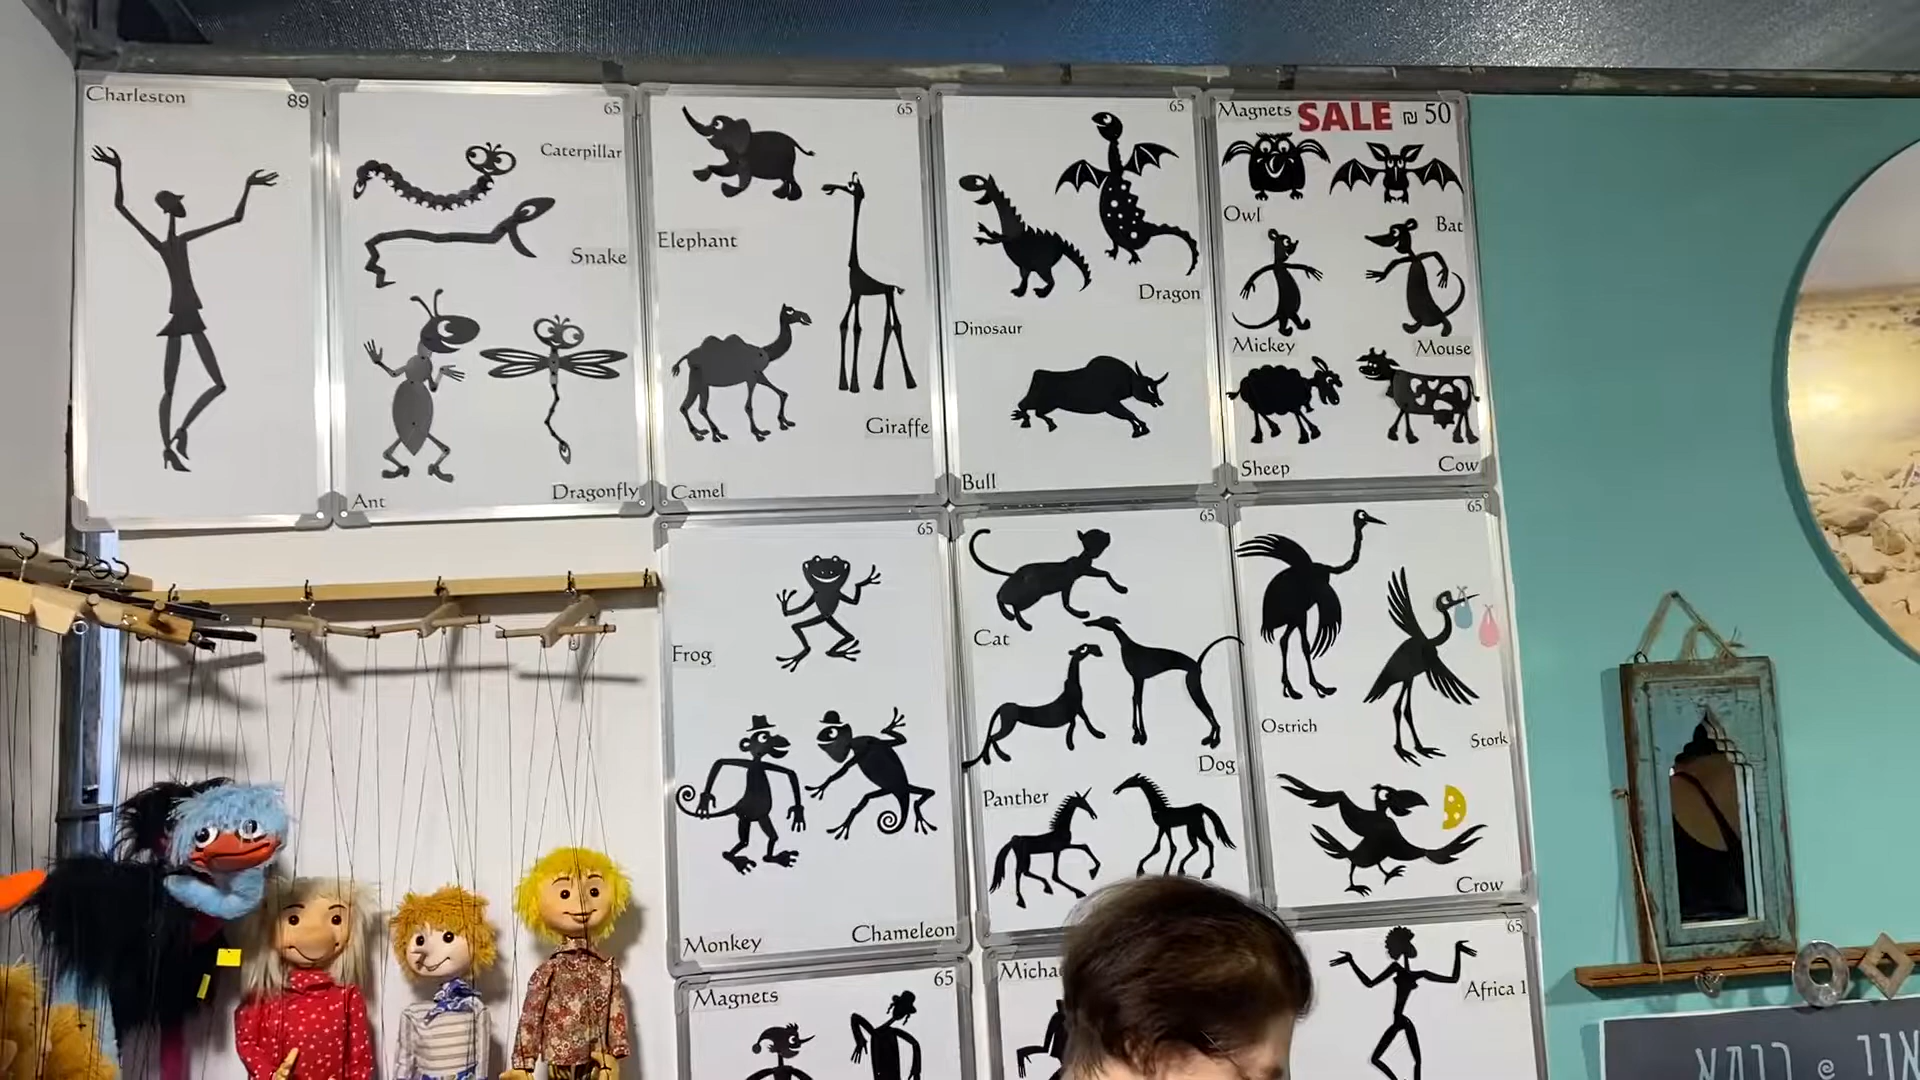 Charleston 89
65
Caterpillar
Snake
Ant
Dragonfly
65
Elephant
Giraffe
Camel
65
Dragon
Dinosaur
Bull
Magnets SALE ₪ 50
Owl
Bat
Mickey
Mouse
Sheep
Cow
65
Frog
Monkey
Chameleon
65
Cat
Dog
Panther
65
Ostrich
Stork
Crow
Magnets 65
65
Africa 1